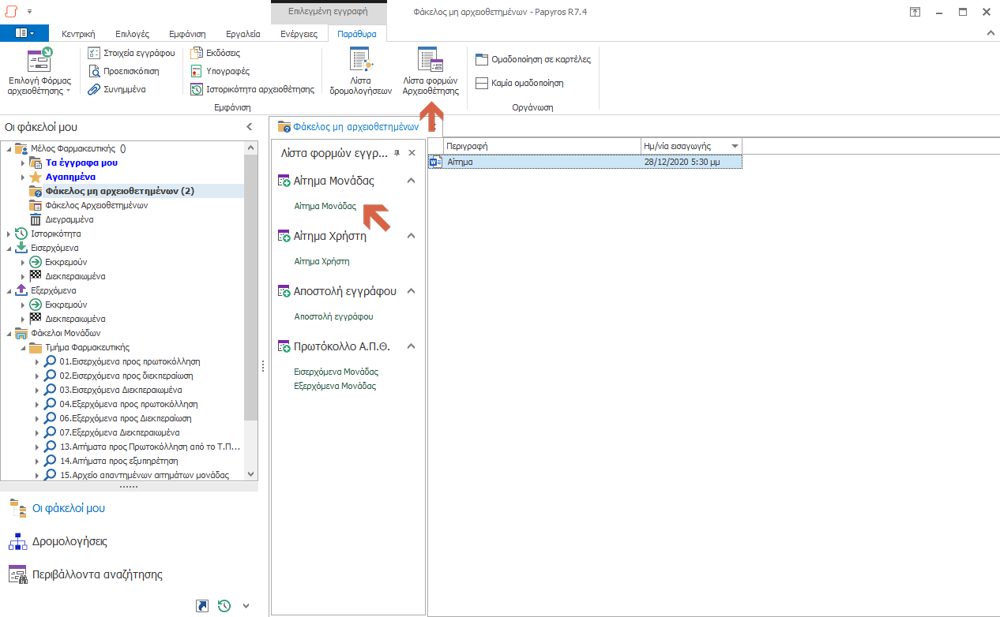 Επιλεγμένη εγγραφή
Φάκελος μη αρχειοθετημένων - Papyros R7.4
Κεντρική Επιλογές Εμφάνιση Εργαλεία Ενέργειες Παράθυρα
Επιλογή Φόρμας
αρχειοθέτησης
Στοιχεία εγγράφου
Προεπισκόπιση
Συνημμένα
Εκδόσεις
Υπογραφές
Ιστορικότητα αρχειοθέτησης
Εμφάνιση
Λίστα
δρομολογήσεων
Λίστα φορμών
Αρχειοθέτησης
Ομαδοποίηση σε καρτέλες
Καμία ομαδοποίηση
Οργάνωση
Οι φάκελοί μου
Μέλος Φαρμακευτικής ()
Τα έγγραφα μου
Αγαπημένα
Φάκελος μη αρχειοθετημένων (2)
Φάκελος Αρχειοθετημένων
Διεγραμμένα
Ιστορικότητα
Εισερχόμενα
Εκκρεμούν
Διεκπεραιωμένα
Εξερχόμενα
Εκκρεμούν
Διεκπεραιωμένα
Φάκελοι Μονάδων
Τμήμα Φαρμακευτικής
01.Εισερχόμενα προς πρωτοκόλληση
02.Εισερχόμενα προς διεκπεραίωση
03.Εισερχόμενα Διεκπεραιωμένα
04.Εξερχόμενα προς πρωτοκόλληση
06.Εξερχόμενα προς Διεκπεραίωση
07.Εξερχόμενα Διεκπεραιωμένα
13.Αιτήματα προς Πρωτοκόλληση από το Τ.Π...
14.Αιτήματα προς εξυπηρέτηση
15.Αρχείο απαντημένων αιτημάτων μονάδας
Οι φάκελοί μου
Δρομολογήσεις
Περιβάλλοντα αναζήτησης
Φάκελος μη αρχειοθετημένων
Λίστα φορμών εγγρ...
Αίτημα Μονάδας
Αίτημα Μονάδας
Αίτημα Χρήστη
Αίτημα Χρήστη
Αποστολή εγγράφου
Αποστολή εγγράφου
Πρωτόκολλο Α.Π.Θ.
Εισερχόμενα Μονάδας
Εξερχόμενα Μονάδας
Περιγραφή Ημ/νία εισαγωγής
Αίτημα 28/12/2020 5:30 μμ